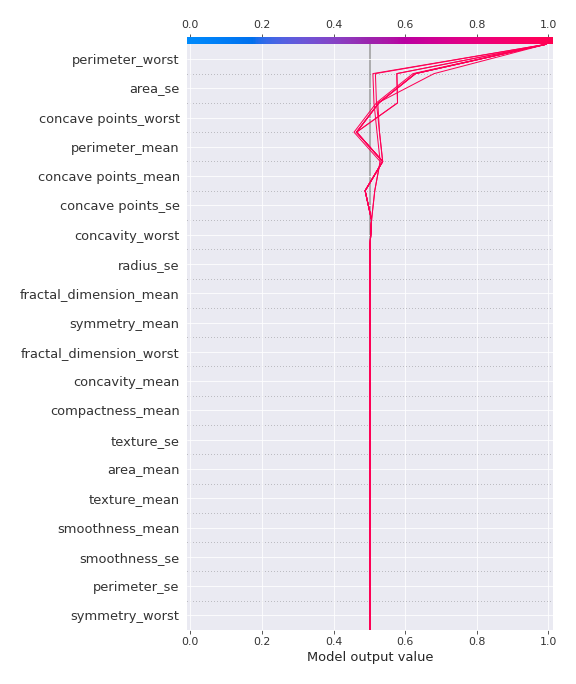 0.0 0.2 0.4 0.6 0.8 1.0
perimeter_worst
area_se
concave points_worst
perimeter_mean
concave points_mean
concave points_se
concavity_worst
radius_se
fractal_dimension_mean
symmetry_mean
fractal_dimension_worst
concavity_mean
compactness_mean
texture_se
area_mean
texture_mean
smoothness_mean
smoothness_se
perimeter_se
symmetry_worst
0.0 0.2 0.4 0.6 0.8 1.0
Model output value